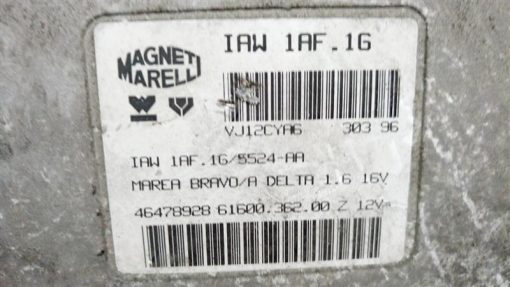 IAW 1AF.16
MAGNETI
MARELLI
VJ12CYA6 303 96
IAW 1AF.16/5524-AA
MAREA BRAVO/A DELTA 1.6 16V
46478928 61600.362.00 Z 12V=